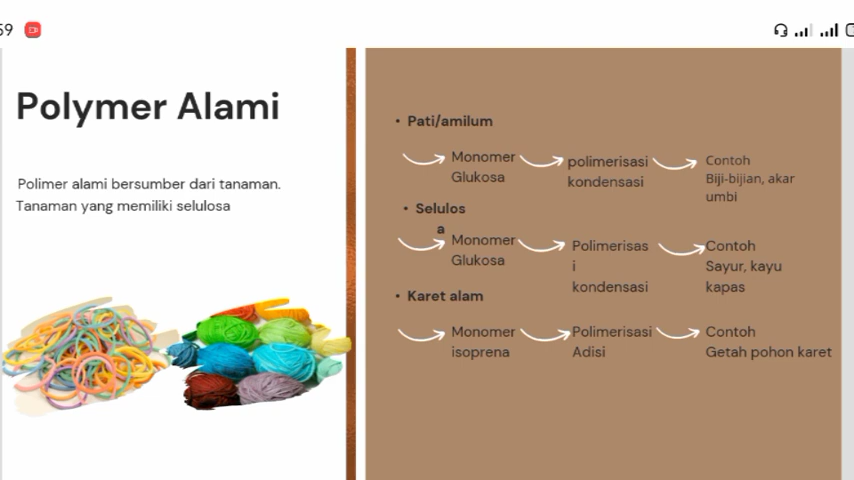 59
Polymer Alami
Polimer alami bersumber dari tanaman.
Tanaman yang memiliki selulosa
• Pati/amilum
Monomer
Glukosa
polimerisasi
kondensasi
Contoh
Biji-bijian, akar
umbi
• Selulos
a
Monomer
Glukosa
Polimerisas
i
kondensasi
Contoh
Sayur, kayu
kapas
• Karet alam
Monomer
isoprena
Polimerisasi
Adisi
Contoh
Getah pohon karet